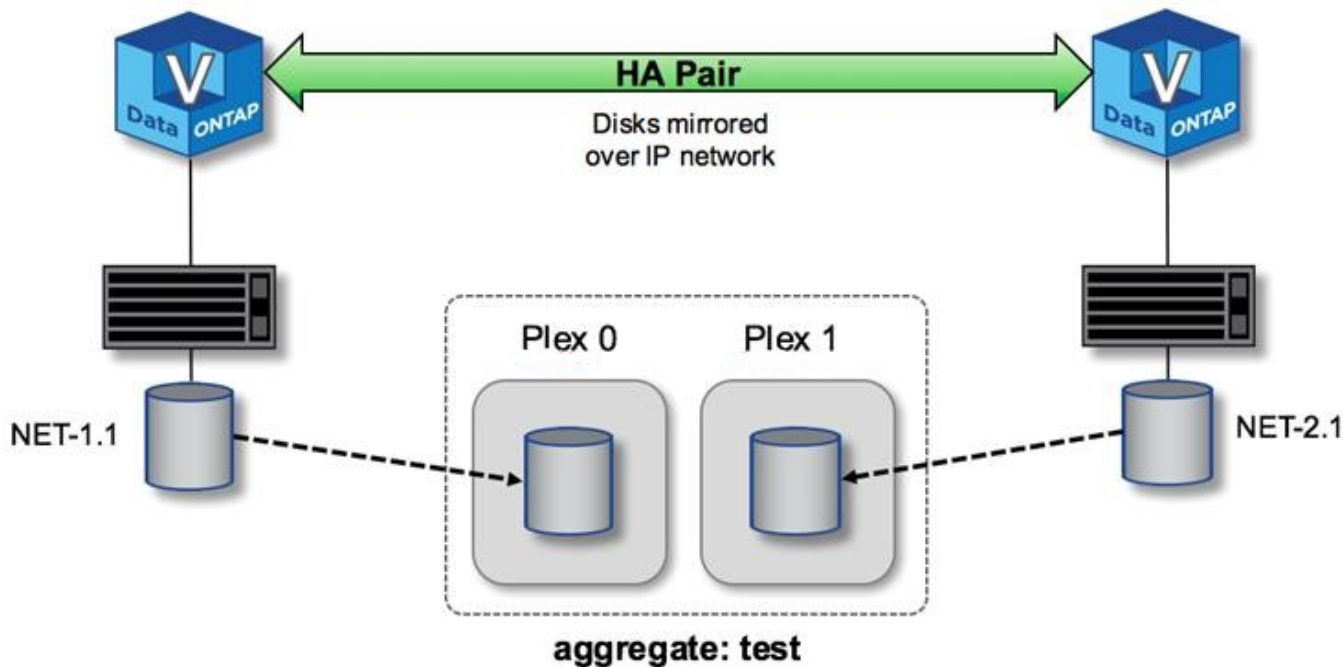 V
Data ONTAP
HA Pair
Disks mirrored
over IP network
V
Data ONTAP
Plex 0
Plex 1
NET-1.1
NET-2.1
aggregate: test